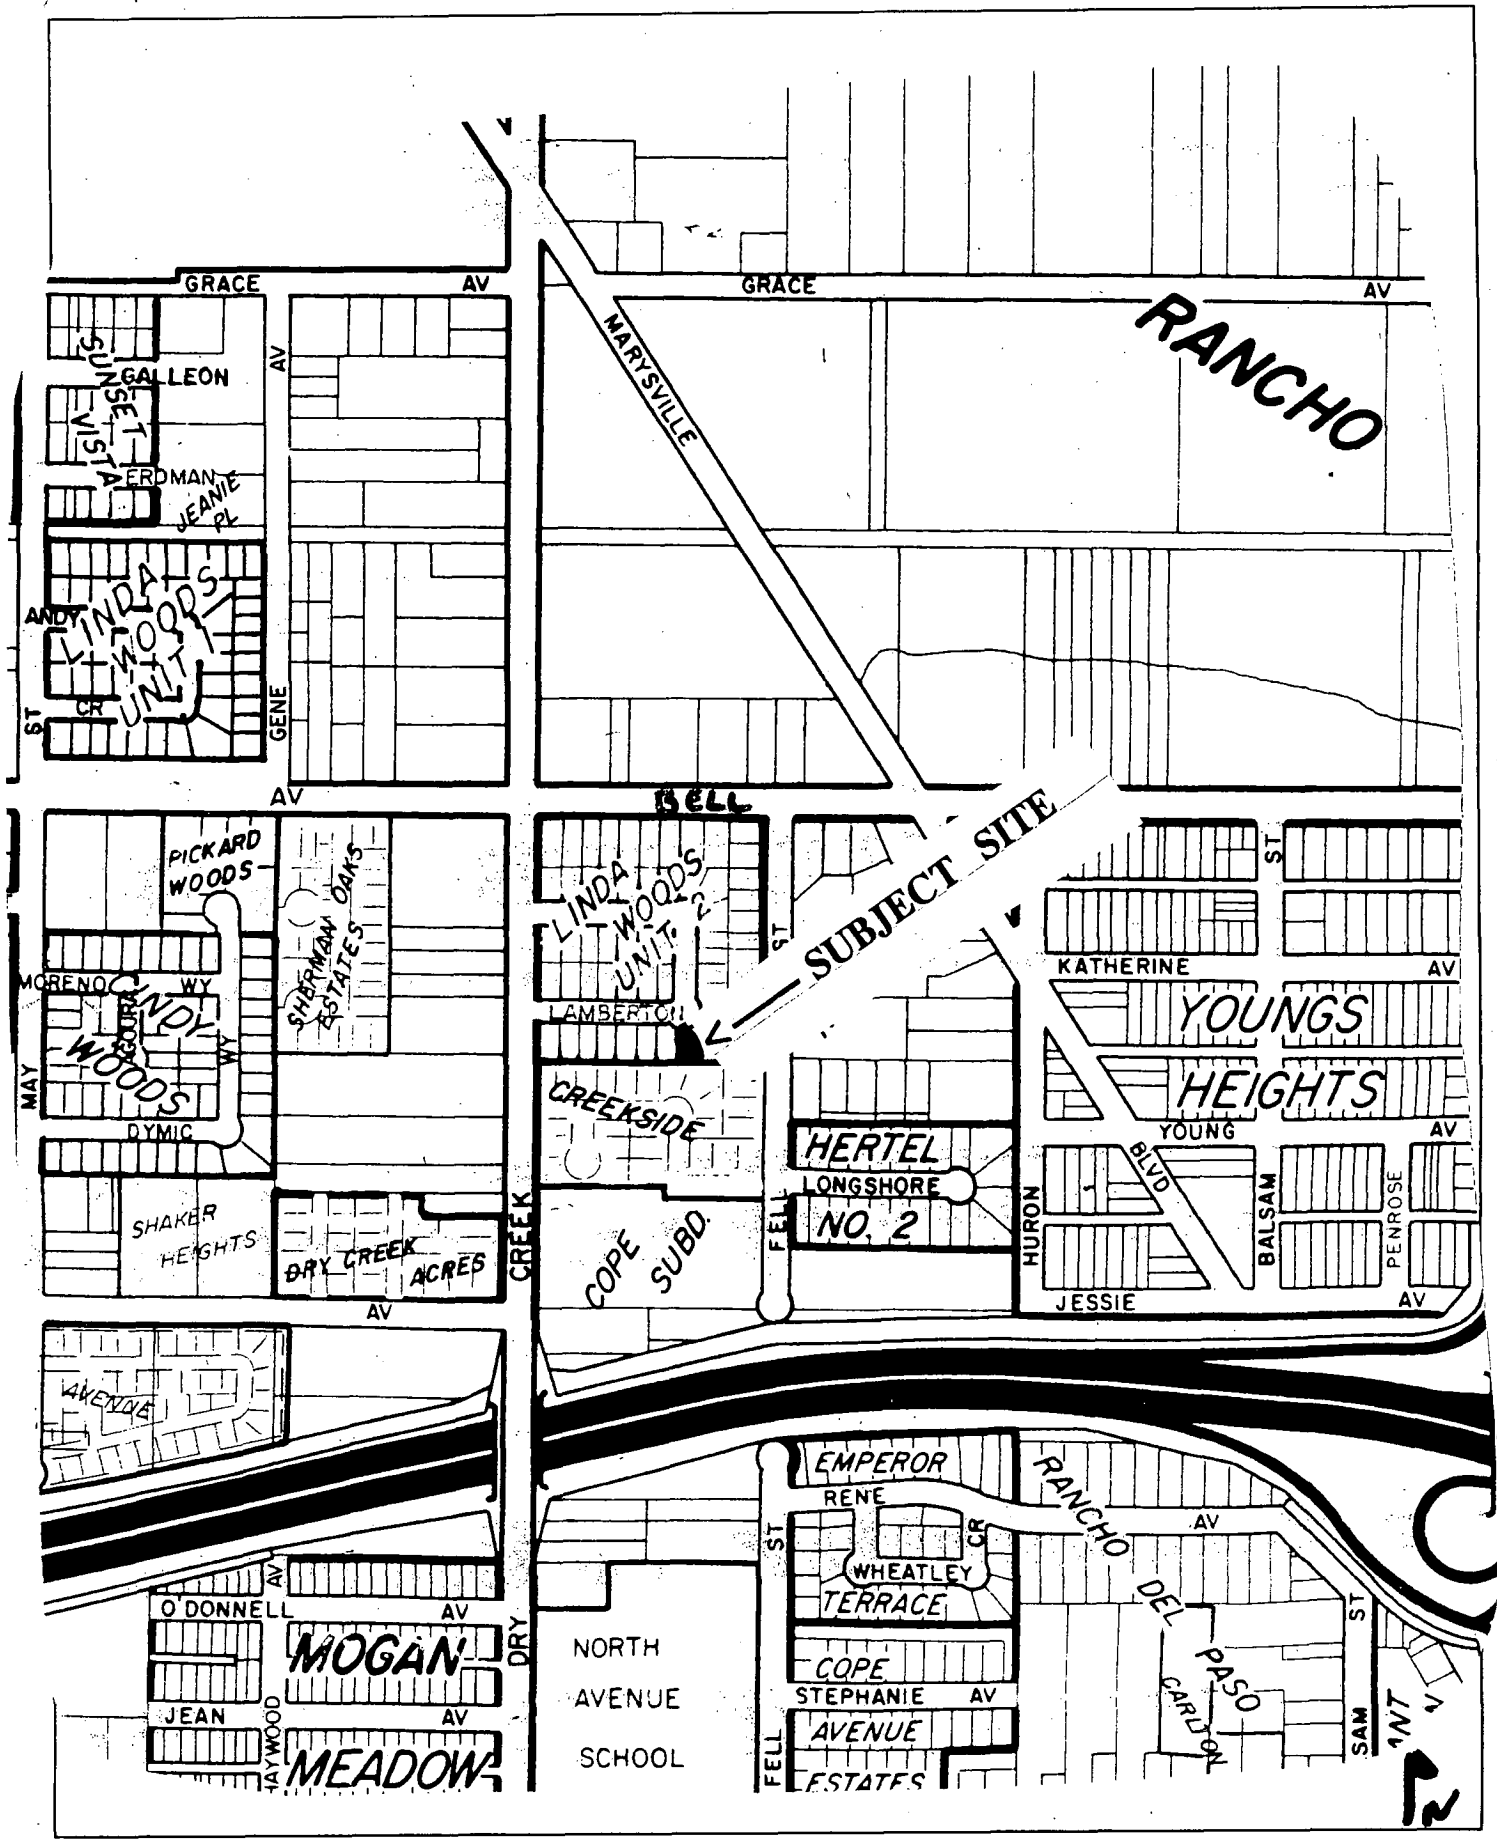 GRACE AV GRACE AV
RANCHO
MARYSVILLE
AV
SUNSET
VISTA
GALLEON
ERDMAN
JEANIE
PL
LINDA
WOODS
UNIT 1
ANDY
CR
ST
GENE
AV
BELL
PICKARD
WOODS
SHERMAN OAKS
ESTATES
LINDA
WOODS
UNIT 2
ST
SUBJECT SITE
ST
KATHERINE AV
MORENO WY
CINDY
WOODS
AGOURA
WY
LAMBERTON
YOUNGS
HEIGHTS
MAY
DYMIC
CREEKSIDE
HERTEL
LONGSHORE
NO. 2
YOUNG AV
BLVD
SHAKER
HEIGHTS
DRY CREEK
ACRES
CREEK
COPE
SUBD.
FELL
HURON
BALSAM
PENROSE
JESSIE AV
AV
AVENUE
EMPEROR
RENE
ST
CR
WHEATLEY
TERRACE
RANCHO
AV
DEL
PASO
CARLTON
ST
SAM
AV
O'DONNELL AV
MOGAN
JEAN AV
HAYWOOD
MEADOW
DRY
NORTH
AVENUE
SCHOOL
COPE
STEPHANIE AV
AVENUE
ESTATES
FELL
N